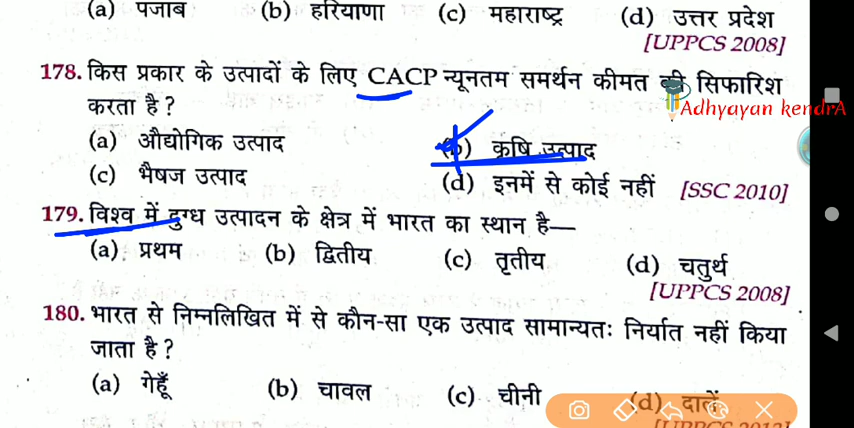 (a) पंजाब (b) हरियाणा (c) महाराष्ट्र (d) उत्तर प्रदेश
[UPPCS 2008]
178. किस प्रकार के उत्पादों के लिए CACP न्यूनतम समर्थन कीमत की सिफारिश
Adhyayan kendrA
करता है ?
(a) औद्योगिक उत्पाद (b) कृषि उत्पाद
(c) भैषज उत्पाद (d) इनमें से कोई नहीं [SSC 2010]
179. विश्व में दुग्ध उत्पादन के क्षेत्र में भारत का स्थान है—
(a) प्रथम (b) द्वितीय (c) तृतीय (d) चतुर्थ
[UPPCS 2008]
180. भारत से निम्नलिखित में से कौन-सा एक उत्पाद सामान्यतः निर्यात नहीं किया
जाता है ?
(a) गेहूँ (b) चावल (c) चीनी (d) दालें